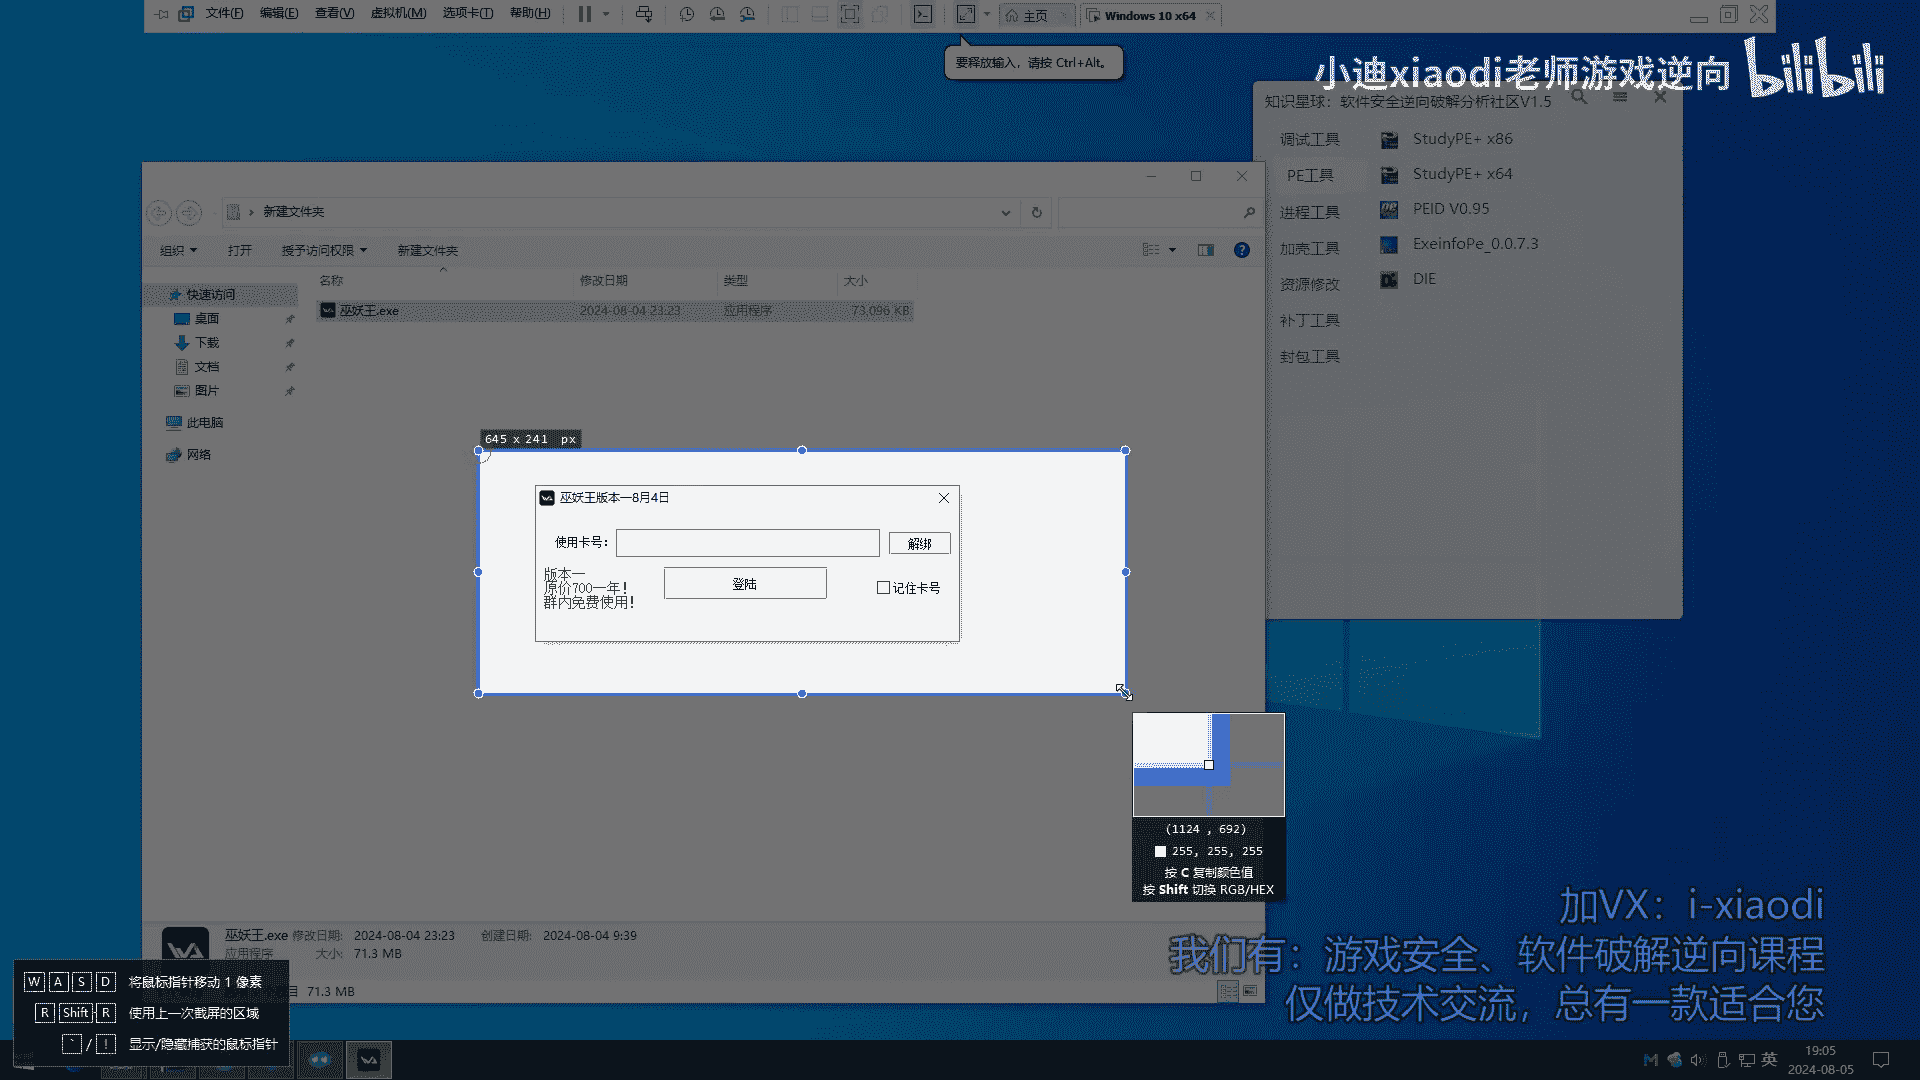 文件(F) 编辑(E) 查看(V) 虚拟机(M) 选项卡(T) 帮助(H) 主页 Windows 10 x64
要释放输入，请按 Ctrl+Alt。
小迪xiaodi老师游戏逆向 bilibili
知识星球：软件安全逆向破解分析社区V1.5
调试工具 StudyPE+ x86
PE工具 StudyPE+ x64
进程工具 PEID V0.95
加壳工具 ExeinfoPe_0.0.7.3
资源修改 DIE
补丁工具
封包工具
新建文件夹
组织 打开 授予访问权限 新建文件夹
名称 修改日期 类型 大小
快速访问
巫妖王.exe 2024-08-04 23:23 应用程序 73,096 KB
桌面
下载
文档
图片
此电脑
网络
645 x 241 px
巫妖王版本一8月4日
使用卡号： 解绑
版本一
原价700一年！
群内免费使用！
登陆 记住卡号
(1124 , 692)
255, 255, 255
按 C 复制颜色值
按 Shift 切换 RGB/HEX
加VX：i-xiaodi
我们有：游戏安全、软件破解逆向课程
仅做技术交流，总有一款适合您
巫妖王.exe 修改日期: 2024-08-04 23:23 创建日期: 2024-08-04 9:39
应用程序 大小: 71.3 MB
W A S D 将鼠标指针移动 1 像素
71.3 MB
R Shift R 使用上一次截屏的区域
` / ! 显示/隐藏捕获的鼠标指针
英
19:05
2024-08-05